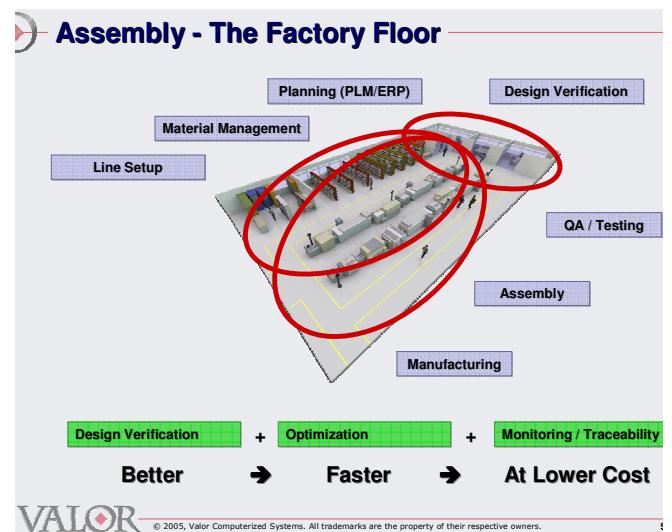 Assembly - The Factory Floor
Planning (PLM/ERP)
Design Verification
Material Management
Line Setup
QA / Testing
Assembly
Manufacturing
Design Verification + Optimization + Monitoring / Traceability
Better ➔ Faster ➔ At Lower Cost
VALOR
© 2005, Valor Computerized Systems. All trademarks are the property of their respective owners.